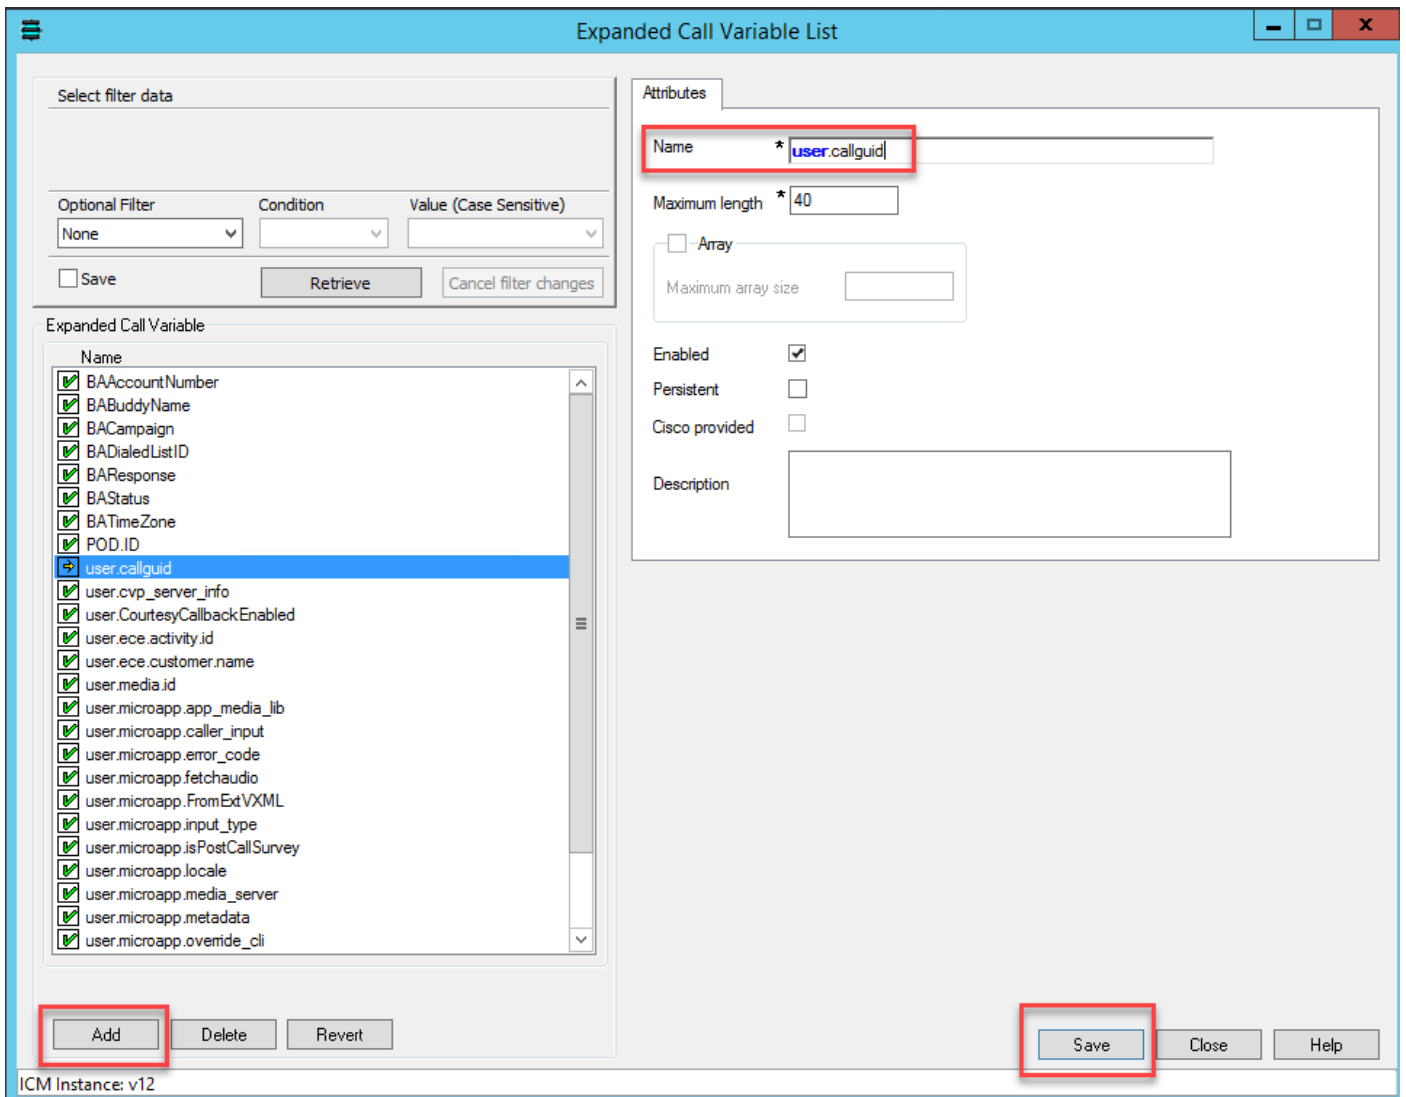 Expanded Call Variable List
Select filter data
Optional Filter Condition Value (Case Sensitive)
None
Save Retrieve Cancel filter changes
Expanded Call Variable
Name
BAAccountNumber
BABuddyName
BACampaign
BADialedListID
BAResponse
BAStatus
BATimeZone
POD.ID
user.callguid
user.cvp_server_info
user.CourtesyCallbackEnabled
user.ece.activity.id
user.ece.customer.name
user.media.id
user.microapp.app_media_lib
user.microapp.caller_input
user.microapp.error_code
user.microapp.fetchaudio
user.microapp.FromExtVXML
user.microapp.input_type
user.microapp.isPostCallSurvey
user.microapp.locale
user.microapp.media_server
user.microapp.metadata
user.microapp.override_cli
Add Delete Revert
Attributes
Name * user.callguid
Maximum length * 40
Array
Maximum array size
Enabled
Persistent
Cisco provided
Description
Save Close Help
ICM Instance: v12